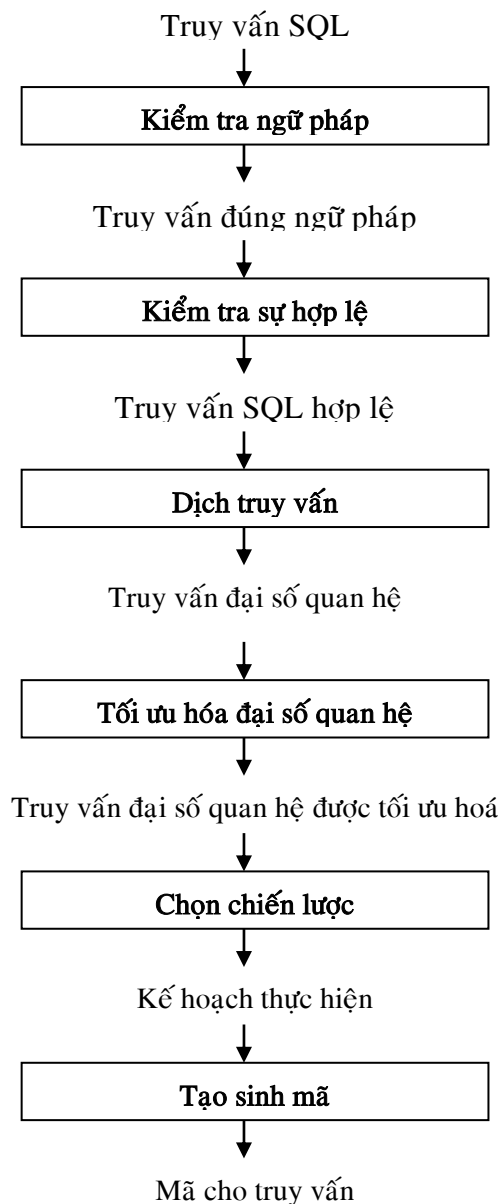 Truy vấn SQL
Kiểm tra ngữ pháp
Truy vấn đúng ngữ pháp
Kiểm tra sự hợp lệ
Truy vấn SQL hợp lệ
Dịch truy vấn
Truy vấn đại số quan hệ
Tối ưu hóa đại số quan hệ
Truy vấn đại số quan hệ được tối ưu hoá
Chọn chiến lược
Kế hoạch thực hiện
Tạo sinh mã
Mã cho truy vấn